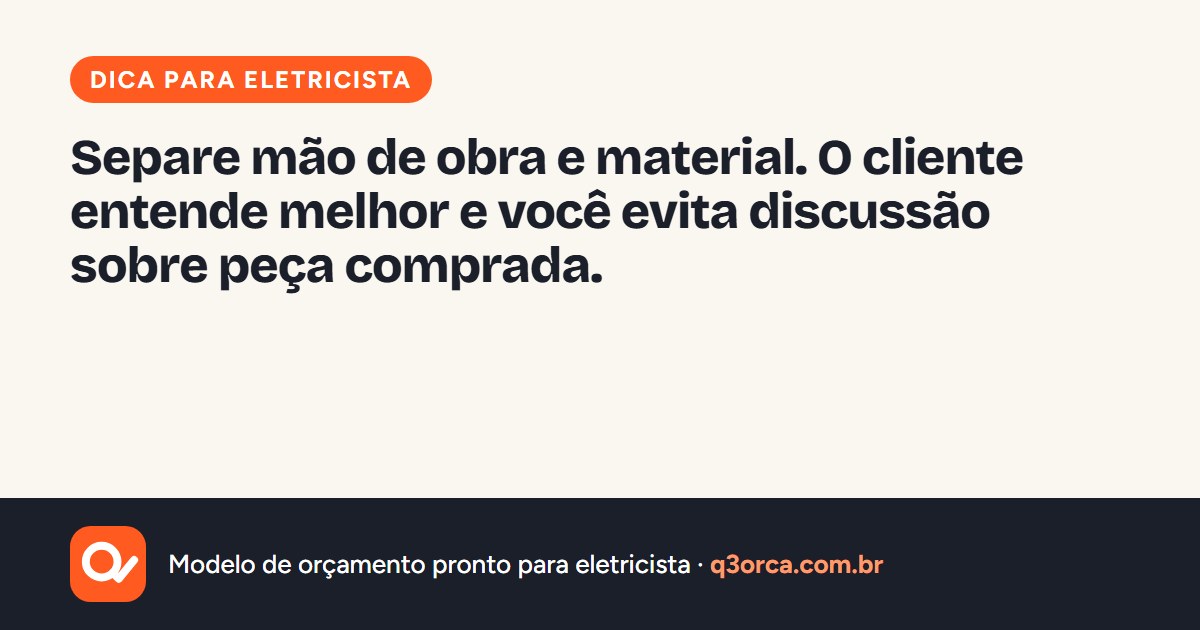 DICA PARA ELETRICISTA
Separe mão de obra e material. O cliente
entende melhor e você evita discussão
sobre peça comprada.
Modelo de orçamento pronto para eletricista · q3orca.com.br